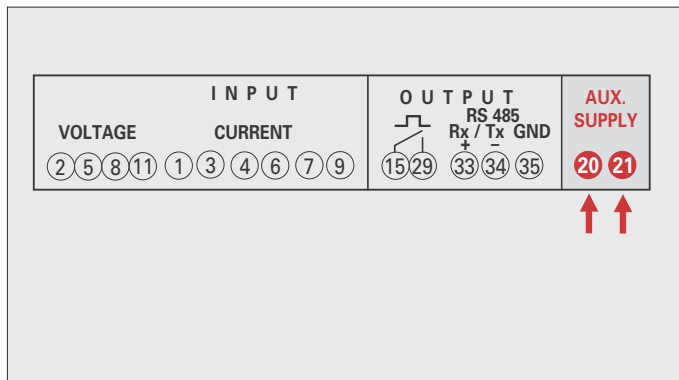 INPUT
VOLTAGE CURRENT
2 5 8 11 1 3 4 6 7 9
OUTPUT
RS 485
Rx / Tx GND
+ –
15 29 33 34 35
AUX.
SUPPLY
20 21